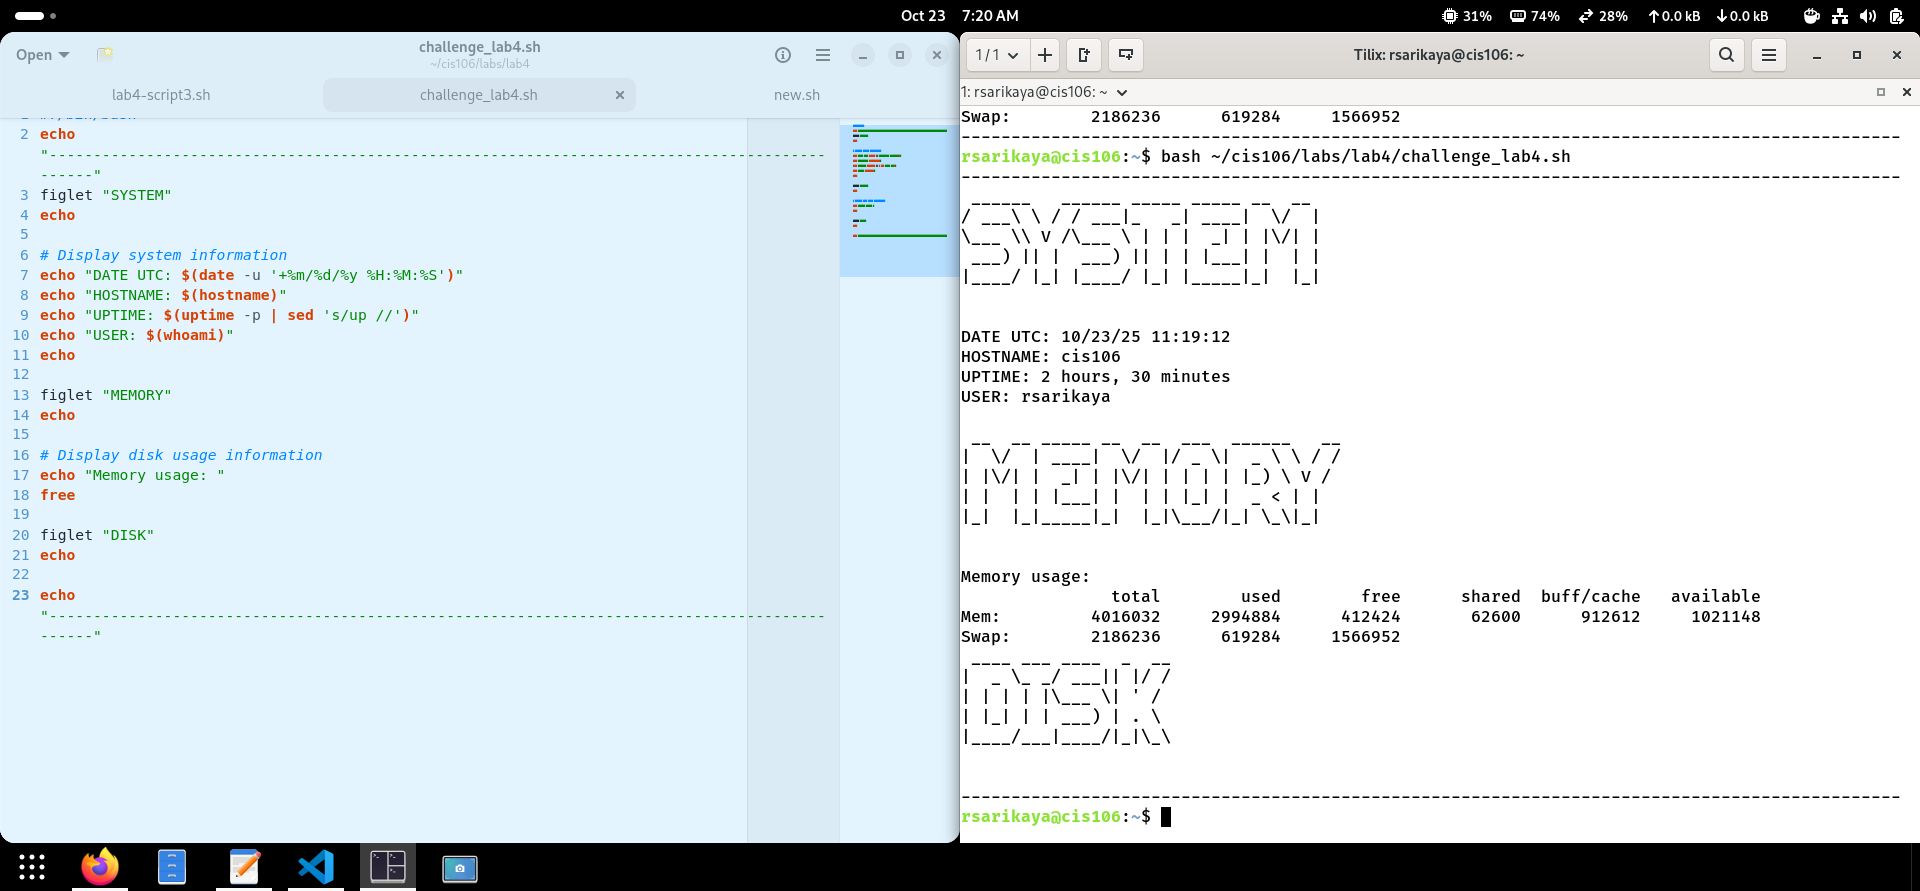 Oct 23 7:20 AM
31% 74% 28% 0.0 kB 0.0 kB
Open
challenge_lab4.sh
~/cis106/labs/lab4
lab4-script3.sh challenge_lab4.sh new.sh
2 echo
"----------------------------------------------------------------------------------------
------"
3 figlet "SYSTEM"
4 echo
5
6 # Display system information
7 echo "DATE UTC: $(date -u '+%m/%d/%y %H:%M:%S')"
8 echo "HOSTNAME: $(hostname)"
9 echo "UPTIME: $(uptime -p | sed 's/up //')"
10 echo "USER: $(whoami)"
11 echo
12
13 figlet "MEMORY"
14 echo
15
16 # Display disk usage information
17 echo "Memory usage: "
18 free
19
20 figlet "DISK"
21 echo
22
23 echo
"----------------------------------------------------------------------------------------
------"
1 / 1
Tilix: rsarikaya@cis106: ~
1: rsarikaya@cis106: ~
Swap: 2186236 619284 1566952
----------------------------------------------------------------------------------------------
rsarikaya@cis106:~$ bash ~/cis106/labs/lab4/challenge_lab4.sh
----------------------------------------------------------------------------------------------
SYSTEM
DATE UTC: 10/23/25 11:19:12
HOSTNAME: cis106
UPTIME: 2 hours, 30 minutes
USER: rsarikaya
MEMORY
Memory usage:
total used free shared buff/cache available
Mem: 4016032 2994884 412424 62600 912612 1021148
Swap: 2186236 619284 1566952
DISK
----------------------------------------------------------------------------------------------
rsarikaya@cis106:~$